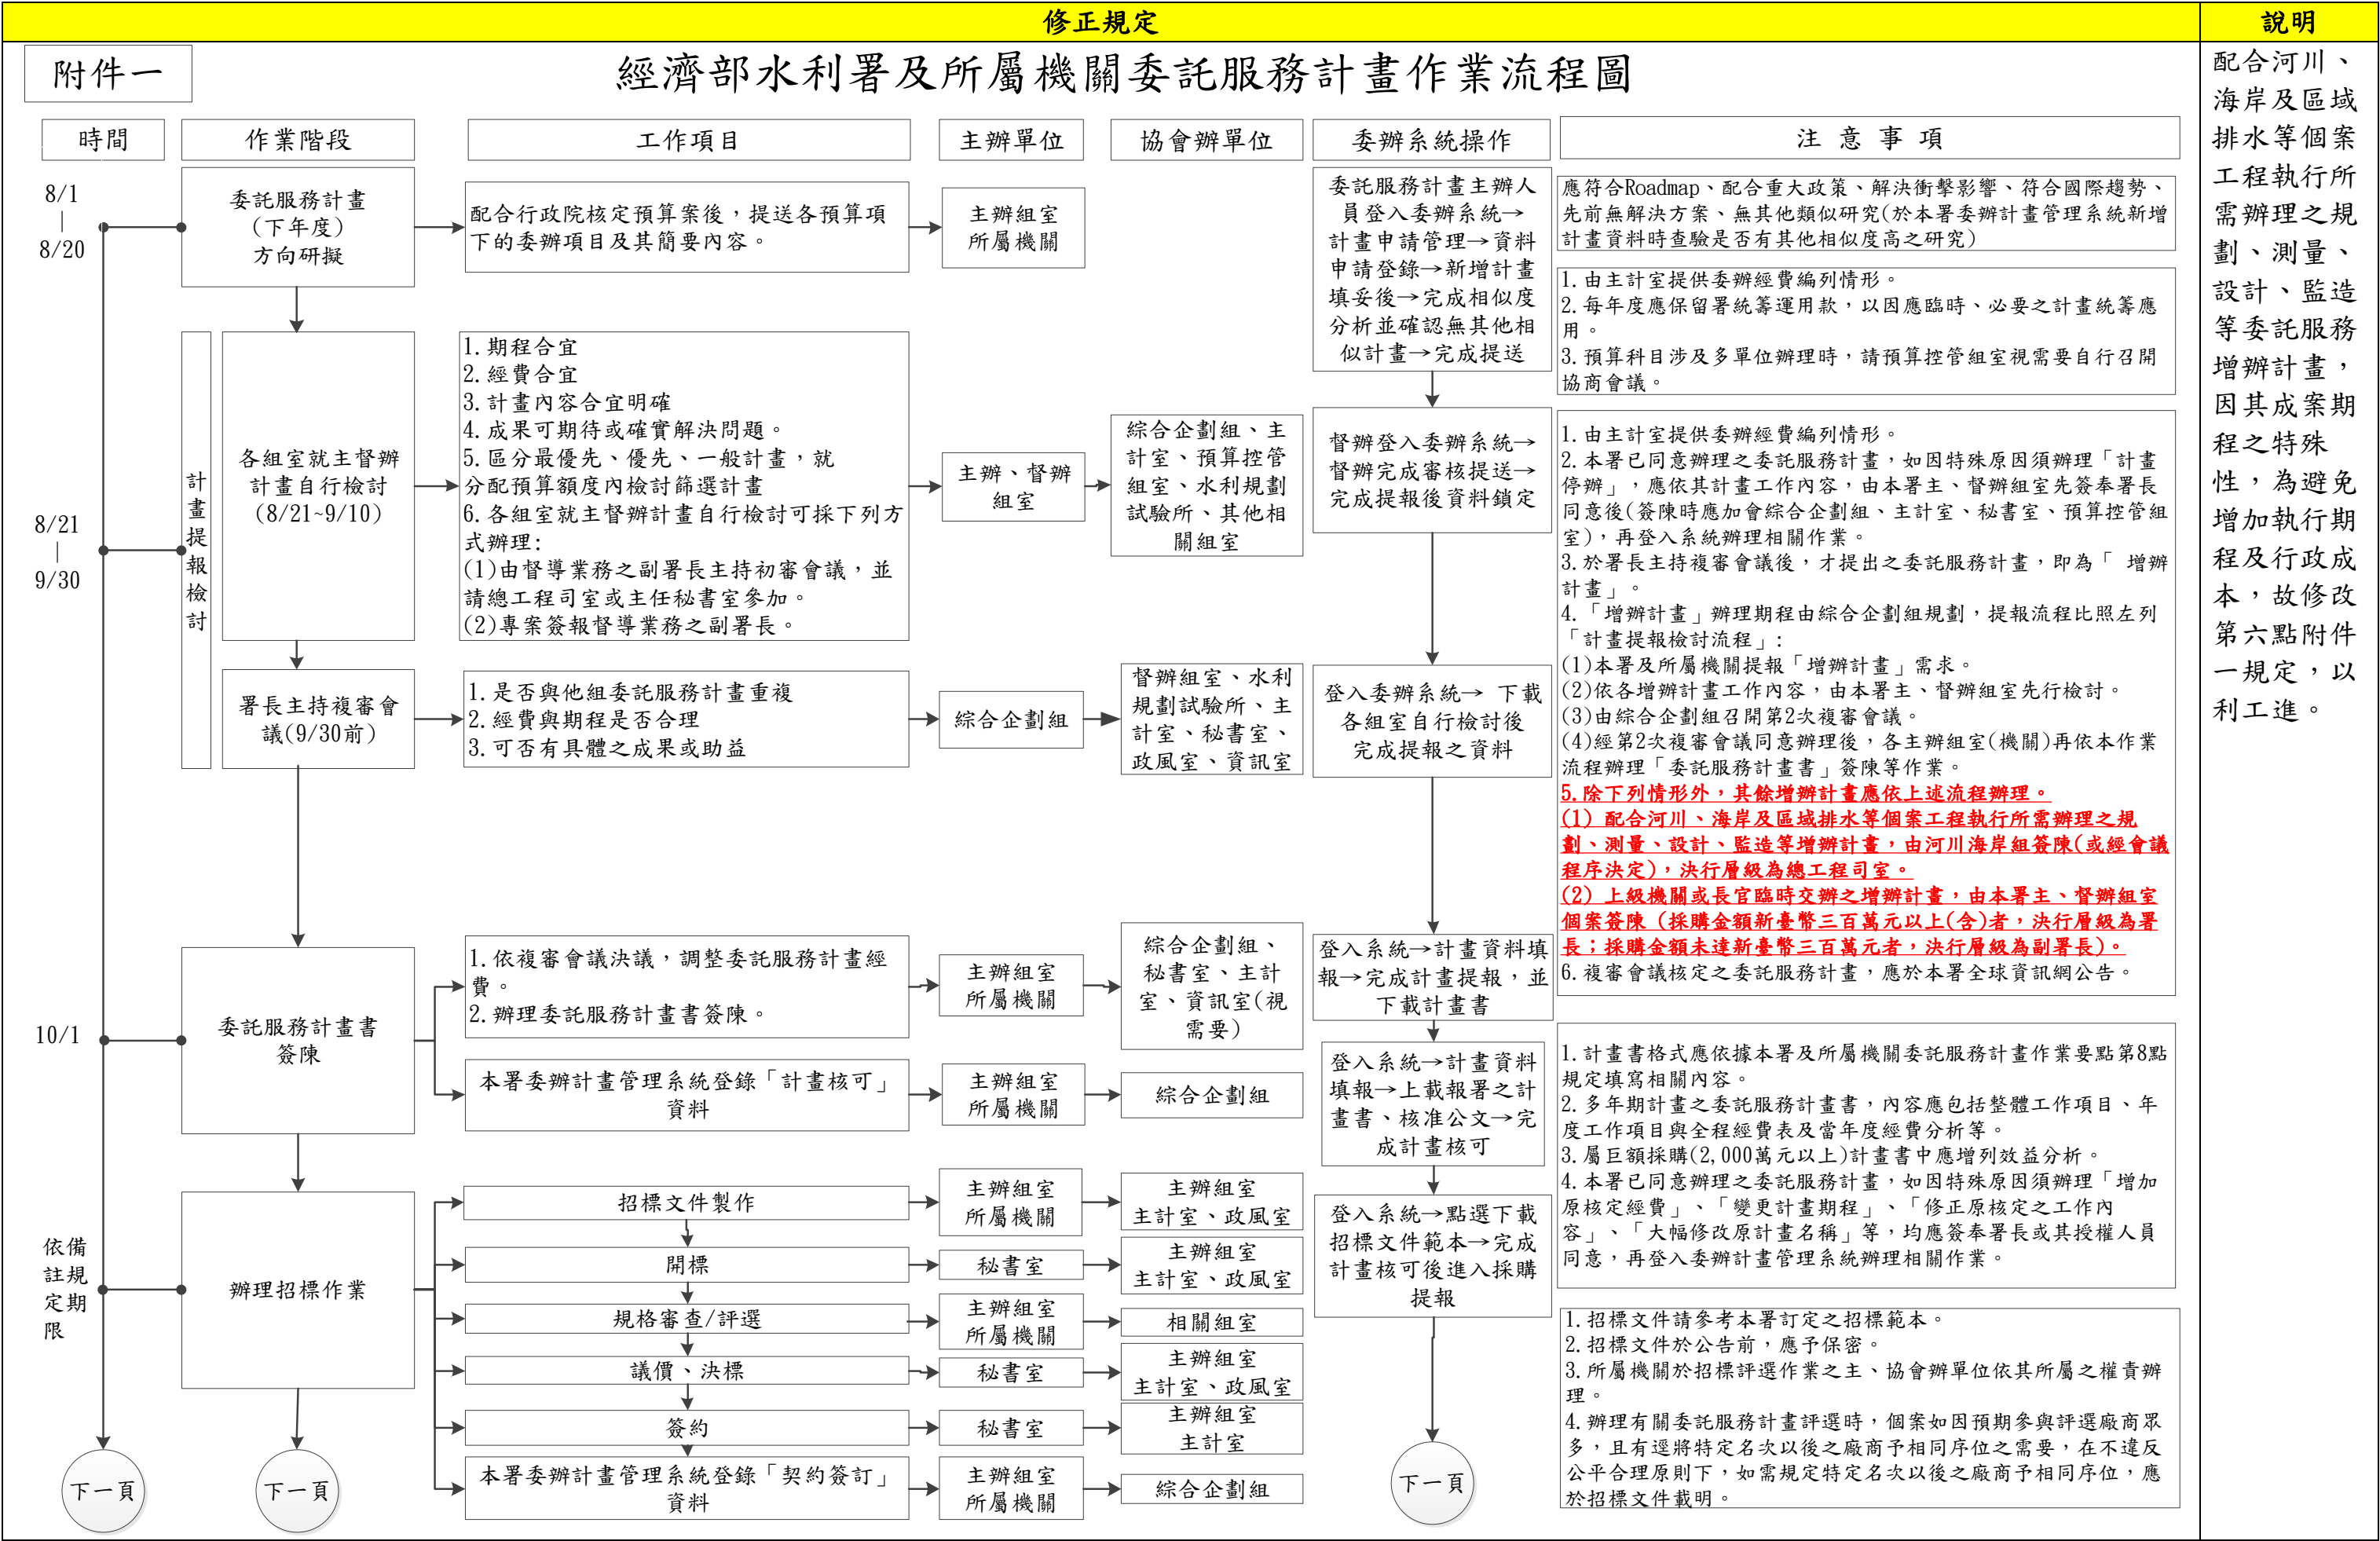 修正規定
說明
附件一
經濟部水利署及所屬機關委託服務計畫作業流程圖
時間
作業階段
工作項目
主辦單位
協會辦單位
委辦系統操作
注 意 事 項
8/1
|
8/20
委託服務計畫
(下年度)
方向研擬
配合行政院核定預算案後，提送各預算項
下的委辦項目及其簡要內容。
主辦組室
所屬機關
委託服務計畫主辦人
員登入委辦系統→
計畫申請管理→資料
申請登錄→新增計畫
填妥後→完成相似度
分析並確認無其他相
似計畫→完成提送
應符合Roadmap、配合重大政策、解決衝擊影響、符合國際趨勢、
先前無解決方案、無其他類似研究(於本署委辦計畫管理系統新增
計畫資料時查驗是否有其他相似度高之研究)
1.由主計室提供委辦經費編列情形。
2.每年度應保留署統籌運用款，以因應臨時、必要之計畫統籌應
用。
3.預算科目涉及多單位辦理時，請預算控管組室視需要自行召開
協商會議。
8/21
|
9/30
計
畫
提
報
檢
討
各組室就主督辦
計畫自行檢討
(8/21~9/10)
1.期程合宜
2.經費合宜
3.計畫內容合宜明確
4.成果可期待或確實解決問題。
5.區分最優先、優先、一般計畫，就
分配預算額度內檢討篩選計畫
6.各組室就主督辦計畫自行檢討可採下列方
式辦理:
(1)由督導業務之副署長主持初審會議，並
請總工程司室或主任秘書室參加。
(2)專案簽報督導業務之副署長。
主辦、督辦
組室
綜合企劃組、主
計室、預算控管
組室、水利規劃
試驗所、其他相
關組室
督辦登入委辦系統→
督辦完成審核提送→
完成提報後資料鎖定
1.由主計室提供委辦經費編列情形。
2.本署已同意辦理之委託服務計畫，如因特殊原因須辦理「計畫
停辦」，應依其計畫工作內容，由本署主、督辦組室先簽奉署長
同意後(簽陳時應加會綜合企劃組、主計室、秘書室、預算控管組
室)，再登入系統辦理相關作業。
3.於署長主持複審會議後，才提出之委託服務計畫，即為「 增辦
計畫」。
4.「增辦計畫」辦理期程由綜合企劃組規劃，提報流程比照左列
「計畫提報檢討流程」:
(1)本署及所屬機關提報「增辦計畫」需求。
(2)依各增辦計畫工作內容，由本署主、督辦組室先行檢討。
(3)由綜合企劃組召開第2次複審會議。
(4)經第2次複審會議同意辦理後，各主辦組室(機關)再依本作業
流程辦理「委託服務計畫書」簽陳等作業。
5.除下列情形外，其餘增辦計畫應依上述流程辦理。
(1) 配合河川、海岸及區域排水等個案工程執行所需辦理之規
劃、測量、設計、監造等增辦計畫，由河川海岸組簽陳(或經會議
程序決定)，決行層級為總工程司室。
(2) 上級機關或長官臨時交辦之增辦計畫，由本署主、督辦組室
個案簽陳 (採購金額新臺幣三百萬元以上(含)者，決行層級為署
長；採購金額未達新臺幣三百萬元者，決行層級為副署長)。
6.複審會議核定之委託服務計畫，應於本署全球資訊網公告。
署長主持複審會
議(9/30前)
1.是否與他組委託服務計畫重複
2.經費與期程是否合理
3.可否有具體之成果或助益
綜合企劃組
督辦組室、水利
規劃試驗所、主
計室、秘書室、
政風室、資訊室
登入委辦系統→ 下載
各組室自行檢討後
完成提報之資料
10/1
委託服務計畫書
簽陳
1.依複審會議決議，調整委託服務計畫經
費。
2.辦理委託服務計畫書簽陳。
主辦組室
所屬機關
綜合企劃組、
秘書室、主計
室、資訊室(視
需要)
登入系統→計畫資料填
報→完成計畫提報，並
下載計畫書
本署委辦計畫管理系統登錄「計畫核可」
資料
主辦組室
所屬機關
綜合企劃組
登入系統→計畫資料
填報→上載報署之計
畫書、核准公文→完
成計畫核可
1.計畫書格式應依據本署及所屬機關委託服務計畫作業要點第8點
規定填寫相關內容。
2.多年期計畫之委託服務計畫書，內容應包括整體工作項目、年
度工作項目與全程經費表及當年度經費分析等。
3.屬巨額採購(2,000萬元以上)計畫書中應增列效益分析。
4.本署已同意辦理之委託服務計畫，如因特殊原因須辦理「增加
原核定經費」、「變更計畫期程」、「修正原核定之工作內
容」、「大幅修改原計畫名稱」等，均應簽奉署長或其授權人員
同意，再登入委辦計畫管理系統辦理相關作業。
依備
註規
定期
限
辦理招標作業
招標文件製作
主辦組室
所屬機關
主辦組室
主計室、政風室
登入系統→點選下載
招標文件範本→完成
計畫核可後進入採購
提報
開標
秘書室
主辦組室
主計室、政風室
規格審查/評選
主辦組室
所屬機關
相關組室
議價、決標
秘書室
主辦組室
主計室、政風室
簽約
秘書室
主辦組室
主計室
本署委辦計畫管理系統登錄「契約簽訂」
資料
主辦組室
所屬機關
綜合企劃組
1.招標文件請參考本署訂定之招標範本。
2.招標文件於公告前，應予保密。
3.所屬機關於招標評選作業之主、協會辦單位依其所屬之權責辦
理。
4.辦理有關委託服務計畫評選時，個案如因預期參與評選廠商眾
多，且有逕將特定名次以後之廠商予相同序位之需要，在不違反
公平合理原則下，如需規定特定名次以後之廠商予相同序位，應
於招標文件載明。
下一頁
下一頁
下一頁
配合河川、
海岸及區域
排水等個案
工程執行所
需辦理之規
劃、測量、
設計、監造
等委託服務
增辦計畫，
因其成案期
程之特殊
性，為避免
增加執行期
程及行政成
本，故修改
第六點附件
一規定，以
利工進。